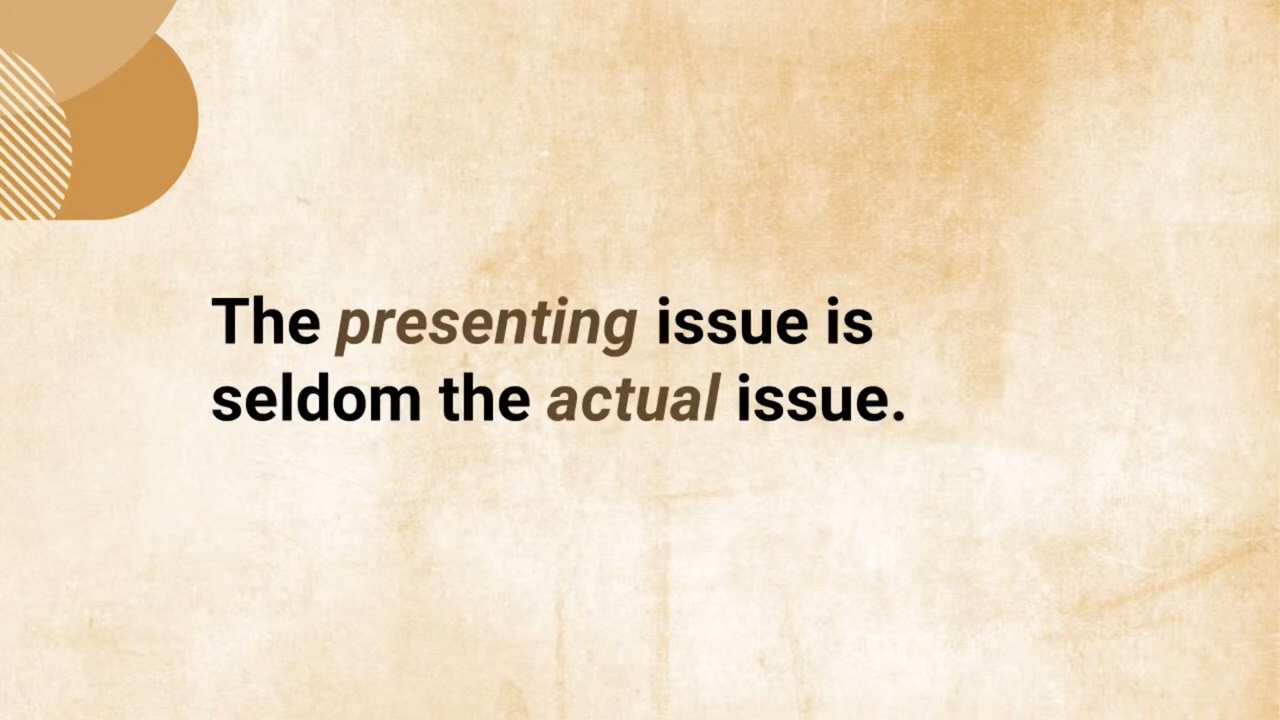 The presenting issue is
seldom the actual issue.